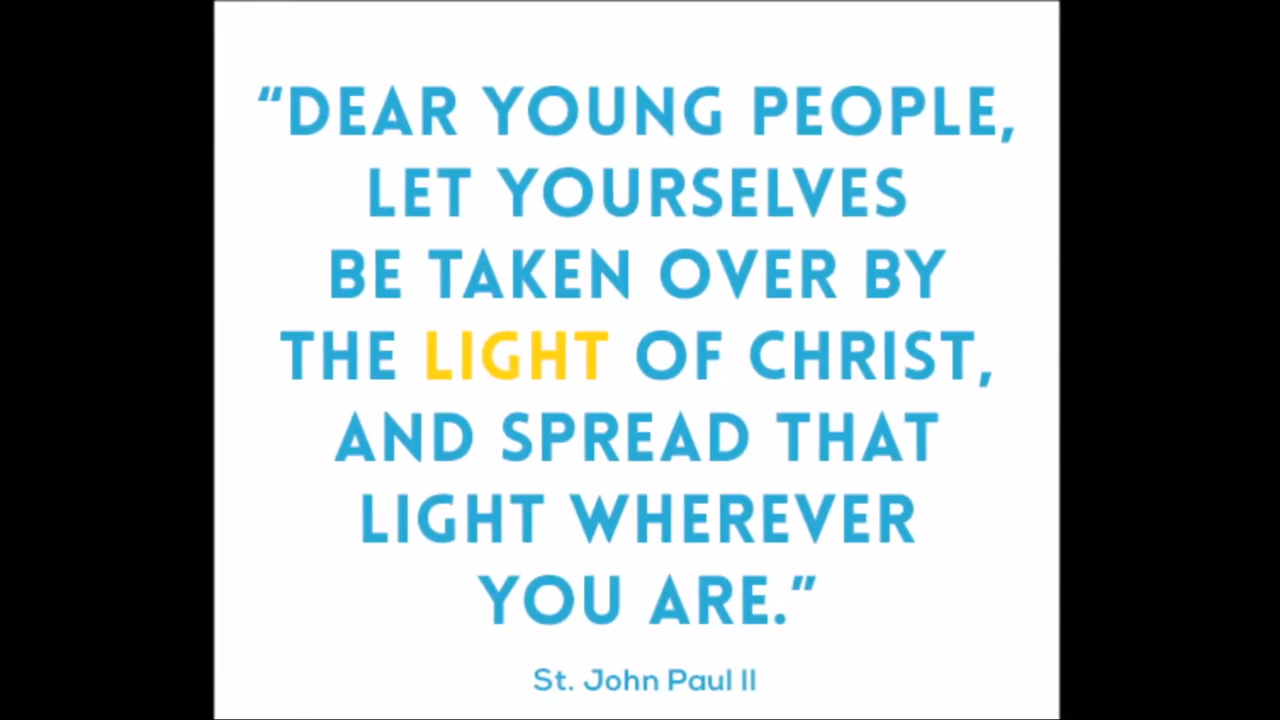 “DEAR YOUNG PEOPLE,
LET YOURSELVES
BE TAKEN OVER BY
THE LIGHT OF CHRIST,
AND SPREAD THAT
LIGHT WHEREVER
YOU ARE.”
St. John Paul II